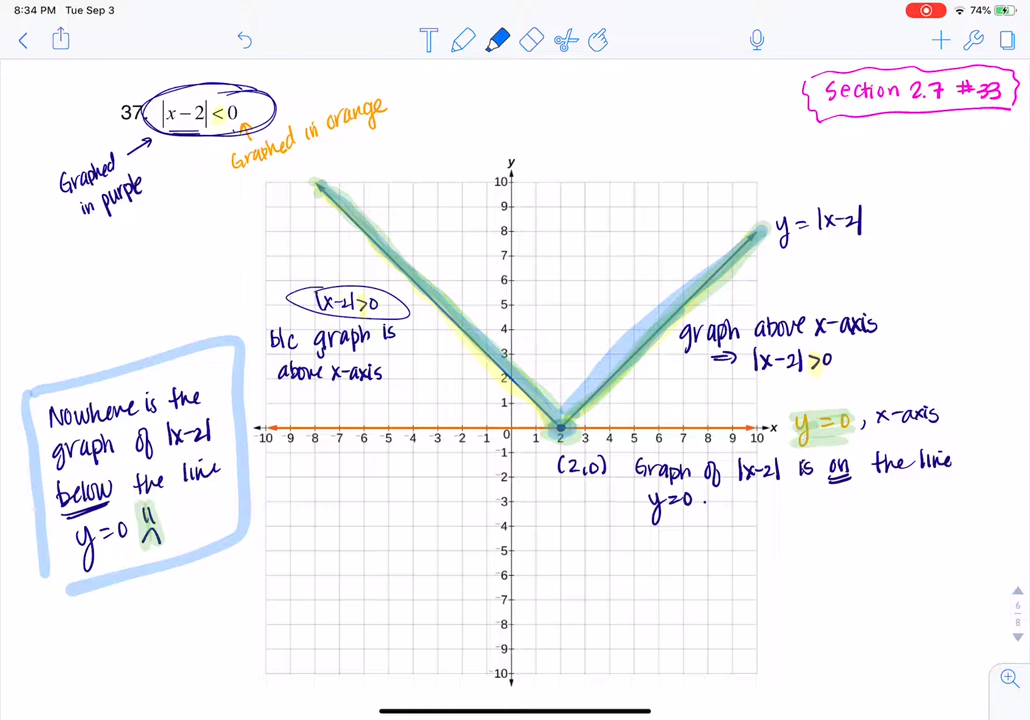 8:34 PM Tue Sep 3
74%
Section 2.7 #33
37. |x − 2| < 0
Graphed in orange
Graphed
in purple
y
10
9
8
7
6
5
4
3
2
1
-10 -9 -8 -7 -6 -5 -4 -3 -2 -1 0 1 2 3 4 5 6 7 8 9 10 x
-1
-2
-3
-4
-5
-6
-7
-8
-9
-10
y = |x-2|
|x-2| > 0
b/c graph is
above x-axis
graph above x-axis
⇒ |x-2| > 0
y = 0, x-axis
(2,0) Graph of |x-2| is on the line
y=0.
Nowhere is the
graph of |x-2|
below the line
y=0
6
8